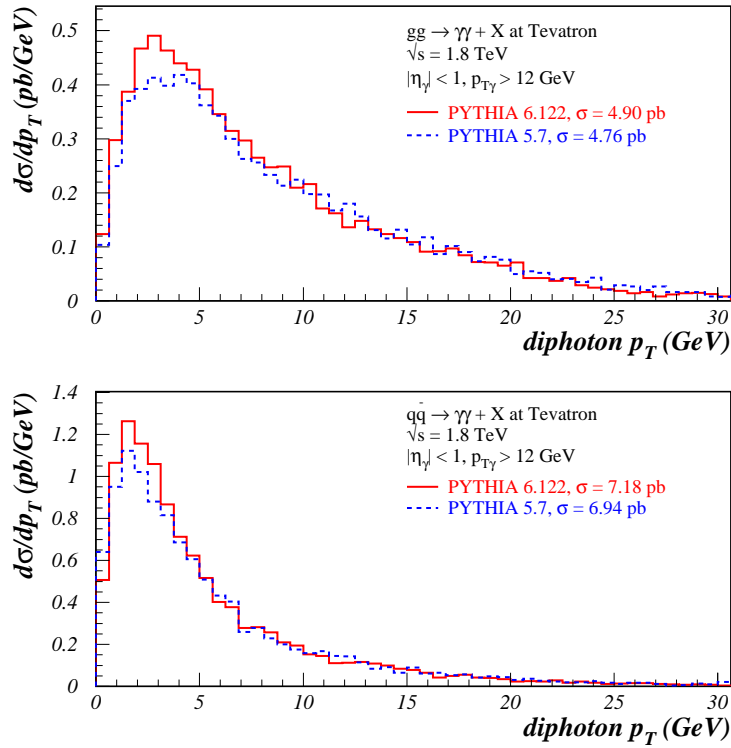 dσ/dp_T (pb/GeV)
0.5
0.4
0.3
0.2
0.1
0
gg → γγ + X at Tevatron
√s = 1.8 TeV
|η_γ| < 1, p_Tγ > 12 GeV
PYTHIA 6.122, σ = 4.90 pb
PYTHIA 5.7, σ = 4.76 pb
0 5 10 15 20 25 30
diphoton p_T (GeV)
dσ/dp_T (pb/GeV)
1.4
1.2
1
0.8
0.6
0.4
0.2
0
qq̄ → γγ + X at Tevatron
√s = 1.8 TeV
|η_γ| < 1, p_Tγ > 12 GeV
PYTHIA 6.122, σ = 7.18 pb
PYTHIA 5.7, σ = 6.94 pb
0 5 10 15 20 25 30
diphoton p_T (GeV)